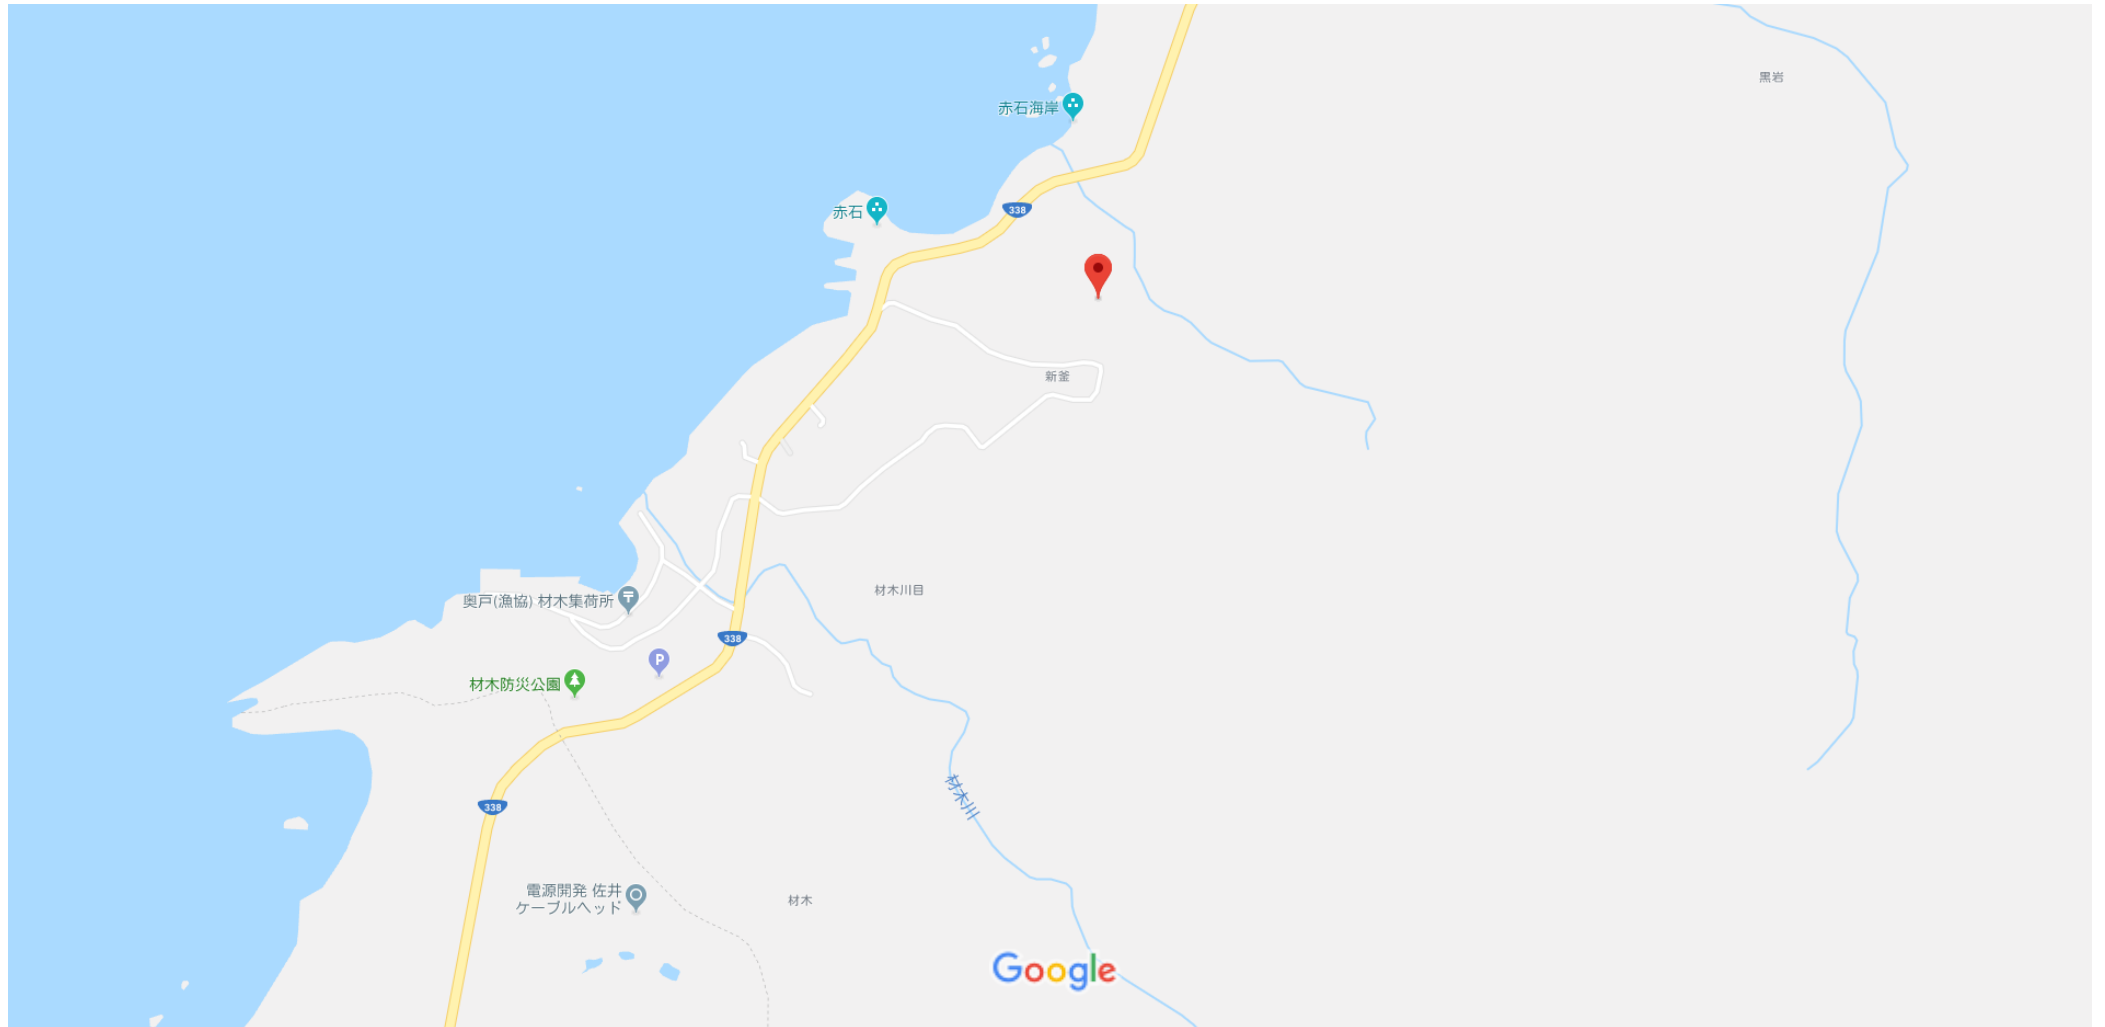 黒岩
赤石海岸
赤石
338
新釜
材木川目
奥戸(漁協) 材木集荷所
338
P
材木防災公園
材木川
338
電源開発 佐井
ケーブルヘッド
材木
Google